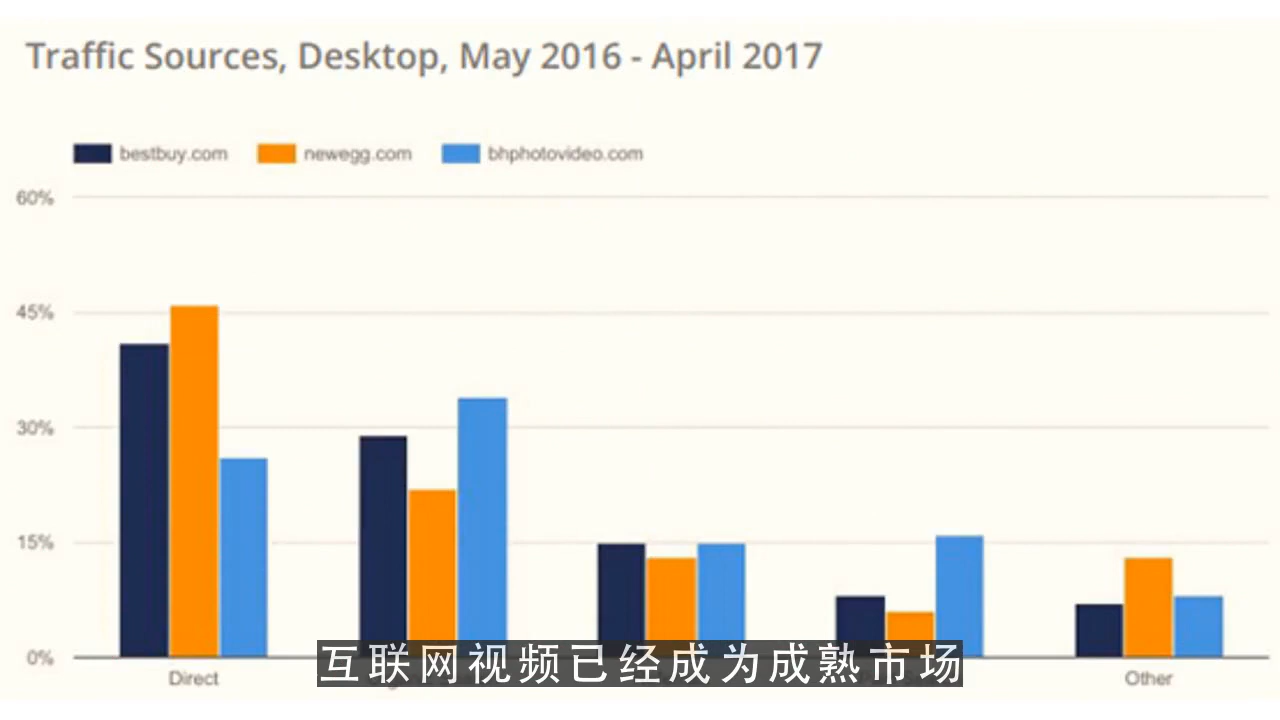 Traffic Sources, Desktop, May 2016 - April 2017
bestbuy.com newegg.com bhphotovideo.com
60%
45%
30%
15%
0%
互联网视频已经成为成熟市场
Direct Other